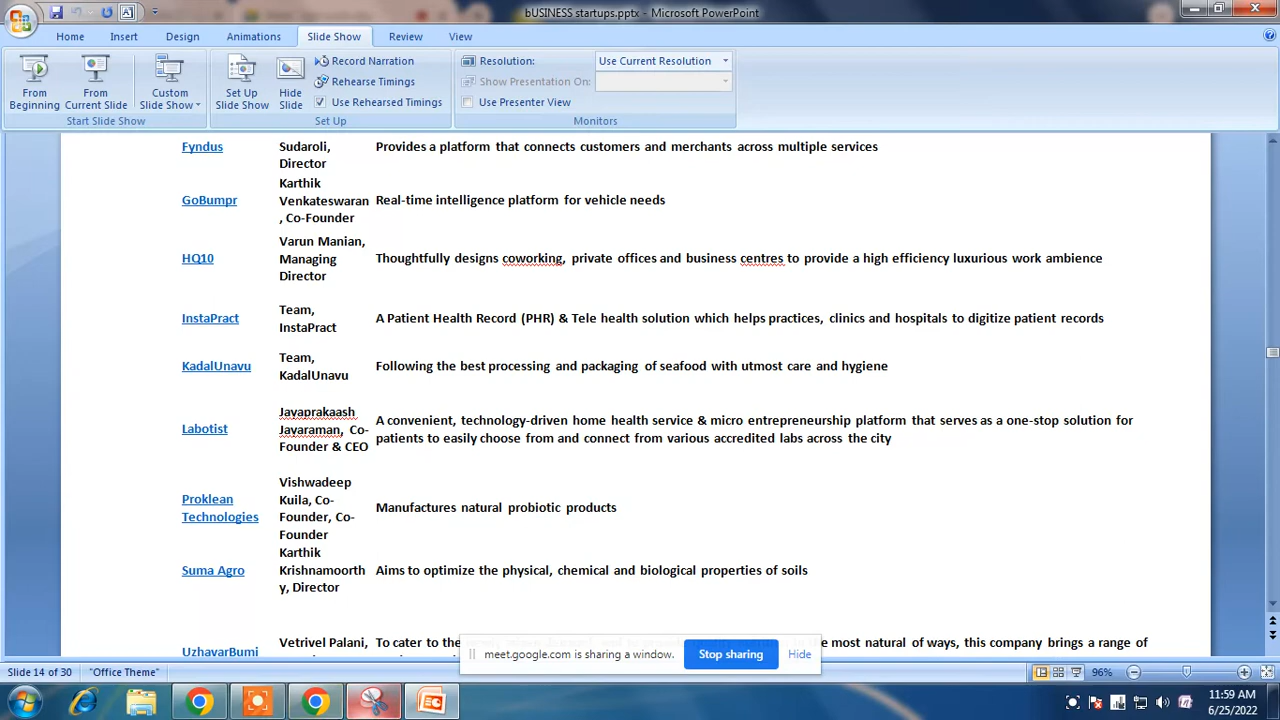 bUSINESS startups.pptx - Microsoft PowerPoint
Home Insert Design Animations Slide Show Review View
From Beginning
From Current Slide
Custom Slide Show
Start Slide Show
Set Up Slide Show
Hide Slide
Record Narration
Rehearse Timings
Use Rehearsed Timings
Set Up
Resolution: Use Current Resolution
Show Presentation On:
Use Presenter View
Monitors
Fyndus
Sudaroli,
Director
Provides a platform that connects customers and merchants across multiple services
GoBumpr
Karthik
Venkateswaran
, Co-Founder
Real-time intelligence platform for vehicle needs
HQ10
Varun Manian,
Managing
Director
Thoughtfully designs coworking, private offices and business centres to provide a high efficiency luxurious work ambience
InstaPract
Team,
InstaPract
A Patient Health Record (PHR) & Tele health solution which helps practices, clinics and hospitals to digitize patient records
KadalUnavu
Team,
KadalUnavu
Following the best processing and packaging of seafood with utmost care and hygiene
Labotist
Jayaprakaash
Jayaraman, Co-
Founder & CEO
A convenient, technology-driven home health service & micro entrepreneurship platform that serves as a one-stop solution for
patients to easily choose from and connect from various accredited labs across the city
Proklean
Technologies
Vishwadeep
Kuila, Co-
Founder, Co-
Founder
Manufactures natural probiotic products
Suma Agro
Karthik
Krishnamoorth
y, Director
Aims to optimize the physical, chemical and biological properties of soils
UzhavarBumi
Vetrivel Palani,
To cater to the most natural of ways, this company brings a range of
meet.google.com is sharing a window. Stop sharing Hide
Slide 14 of 30 "Office Theme" 96%
11:59 AM
6/25/2022